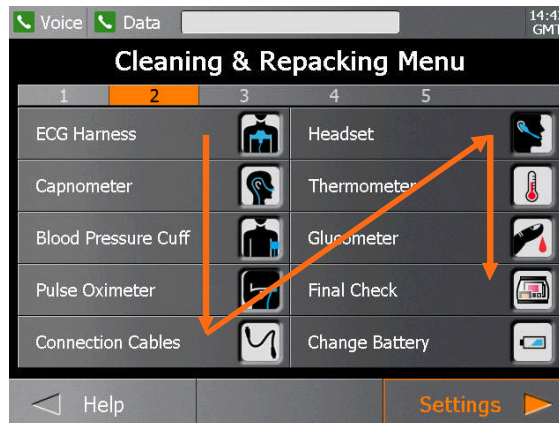 Voice Data 14:4
GMT
Cleaning & Repacking Menu
1 2 3 4 5
ECG Harness
Capnometer
Blood Pressure Cuff
Pulse Oximeter
Connection Cables
Headset
Thermometer
Glucometer
Final Check
Change Battery
Help Settings